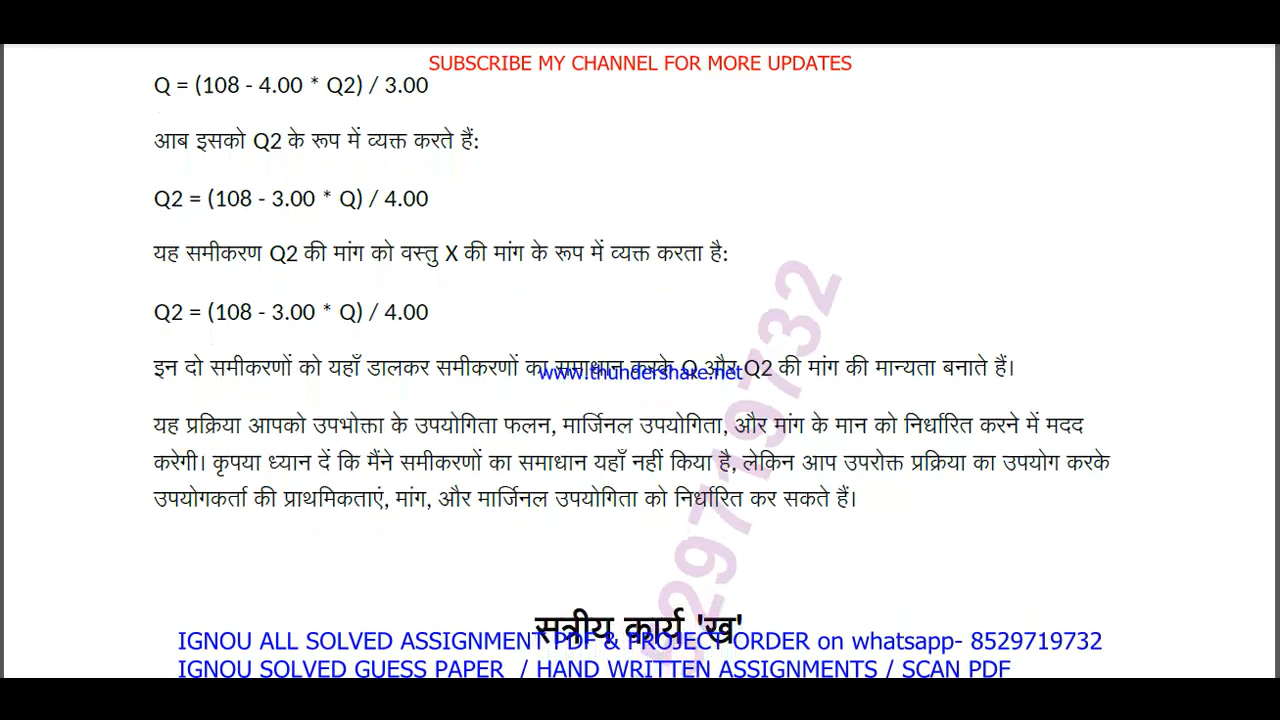 SUBSCRIBE MY CHANNEL FOR MORE UPDATES
Q = (108 - 4.00 * Q2) / 3.00
आब इसको Q2 के रूप में व्यक्त करते हैं:
Q2 = (108 - 3.00 * Q) / 4.00
यह समीकरण Q2 की मांग को वस्तु X की मांग के रूप में व्यक्त करता है:
Q2 = (108 - 3.00 * Q) / 4.00
इन दो समीकरणों को यहाँ डालकर समीकरणों का समाधान करके Q और Q2 की मांग की मान्यता बनाते हैं।
www.thundershare.net
यह प्रक्रिया आपको उपभोक्ता के उपयोगिता फलन, मार्जिनल उपयोगिता, और मांग के मान को निर्धारित करने में मदद
करेगी। कृपया ध्यान दें कि मैंने समीकरणों का समाधान यहाँ नहीं किया है, लेकिन आप उपरोक्त प्रक्रिया का उपयोग करके
उपयोगकर्ता की प्राथमिकताएं, मांग, और मार्जिनल उपयोगिता को निर्धारित कर सकते हैं।
8529719732
सत्रीय कार्य 'ख'
IGNOU ALL SOLVED ASSIGNMENT PDF & PROJECT ORDER on whatsapp- 8529719732
IGNOU SOLVED GUESS PAPER / HAND WRITTEN ASSIGNMENTS / SCAN PDF